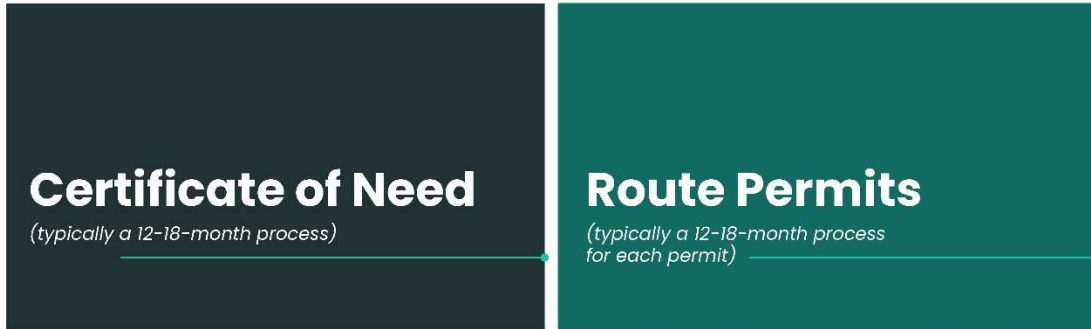 Certificate of Need
(typically a 12-18-month process)
Route Permits
(typically a 12-18-month process
for each permit)